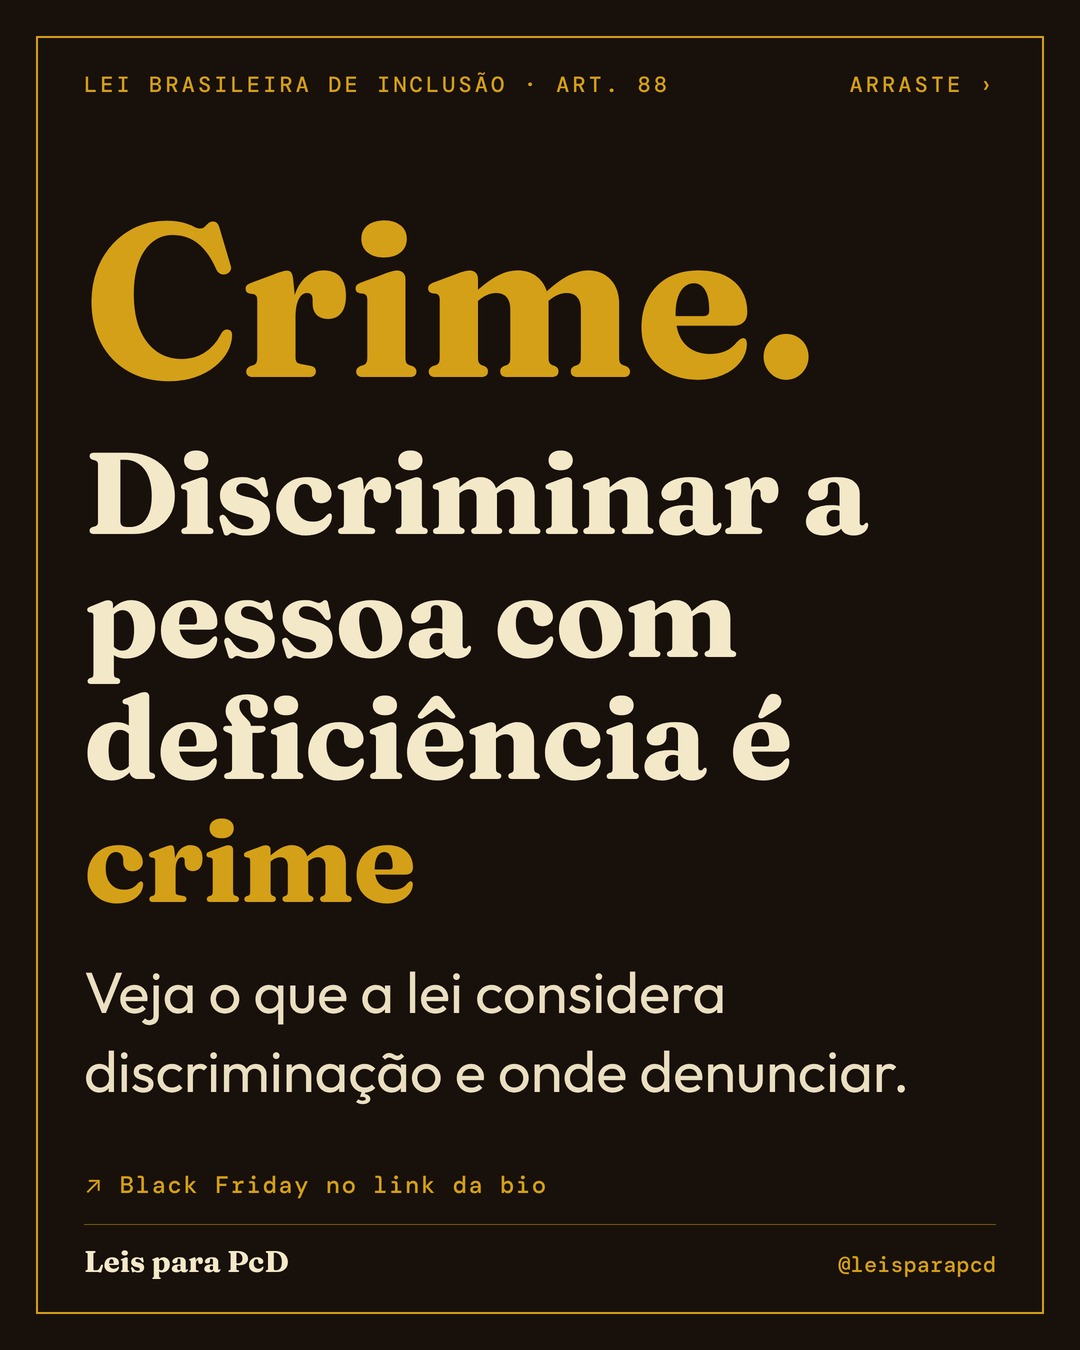 LEI BRASILEIRA DE INCLUSÃO · ART. 88
ARRASTE ›
Crime.
Discriminar a
pessoa com
deficiência é
crime
Veja o que a lei considera
discriminação e onde denunciar.
↗ Black Friday no link da bio
Leis para PcD
@leisparapcd